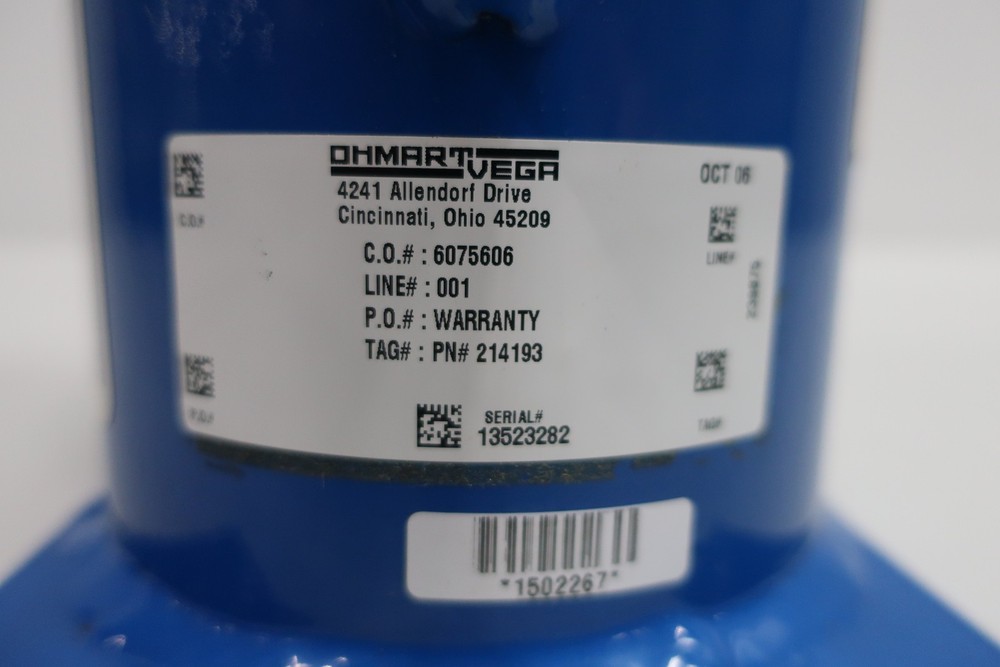 OHMART VEGA
OCT 06
4241 Allendorf Drive
Cincinnati, Ohio 45209
C.O.#
C.O.# : 6075606
LINE#
LINE# : 001
P.O.# : WARRANTY
TAG# : PN# 214193
P.O.#
TAG#
SERIAL#
13523282
*1502267*